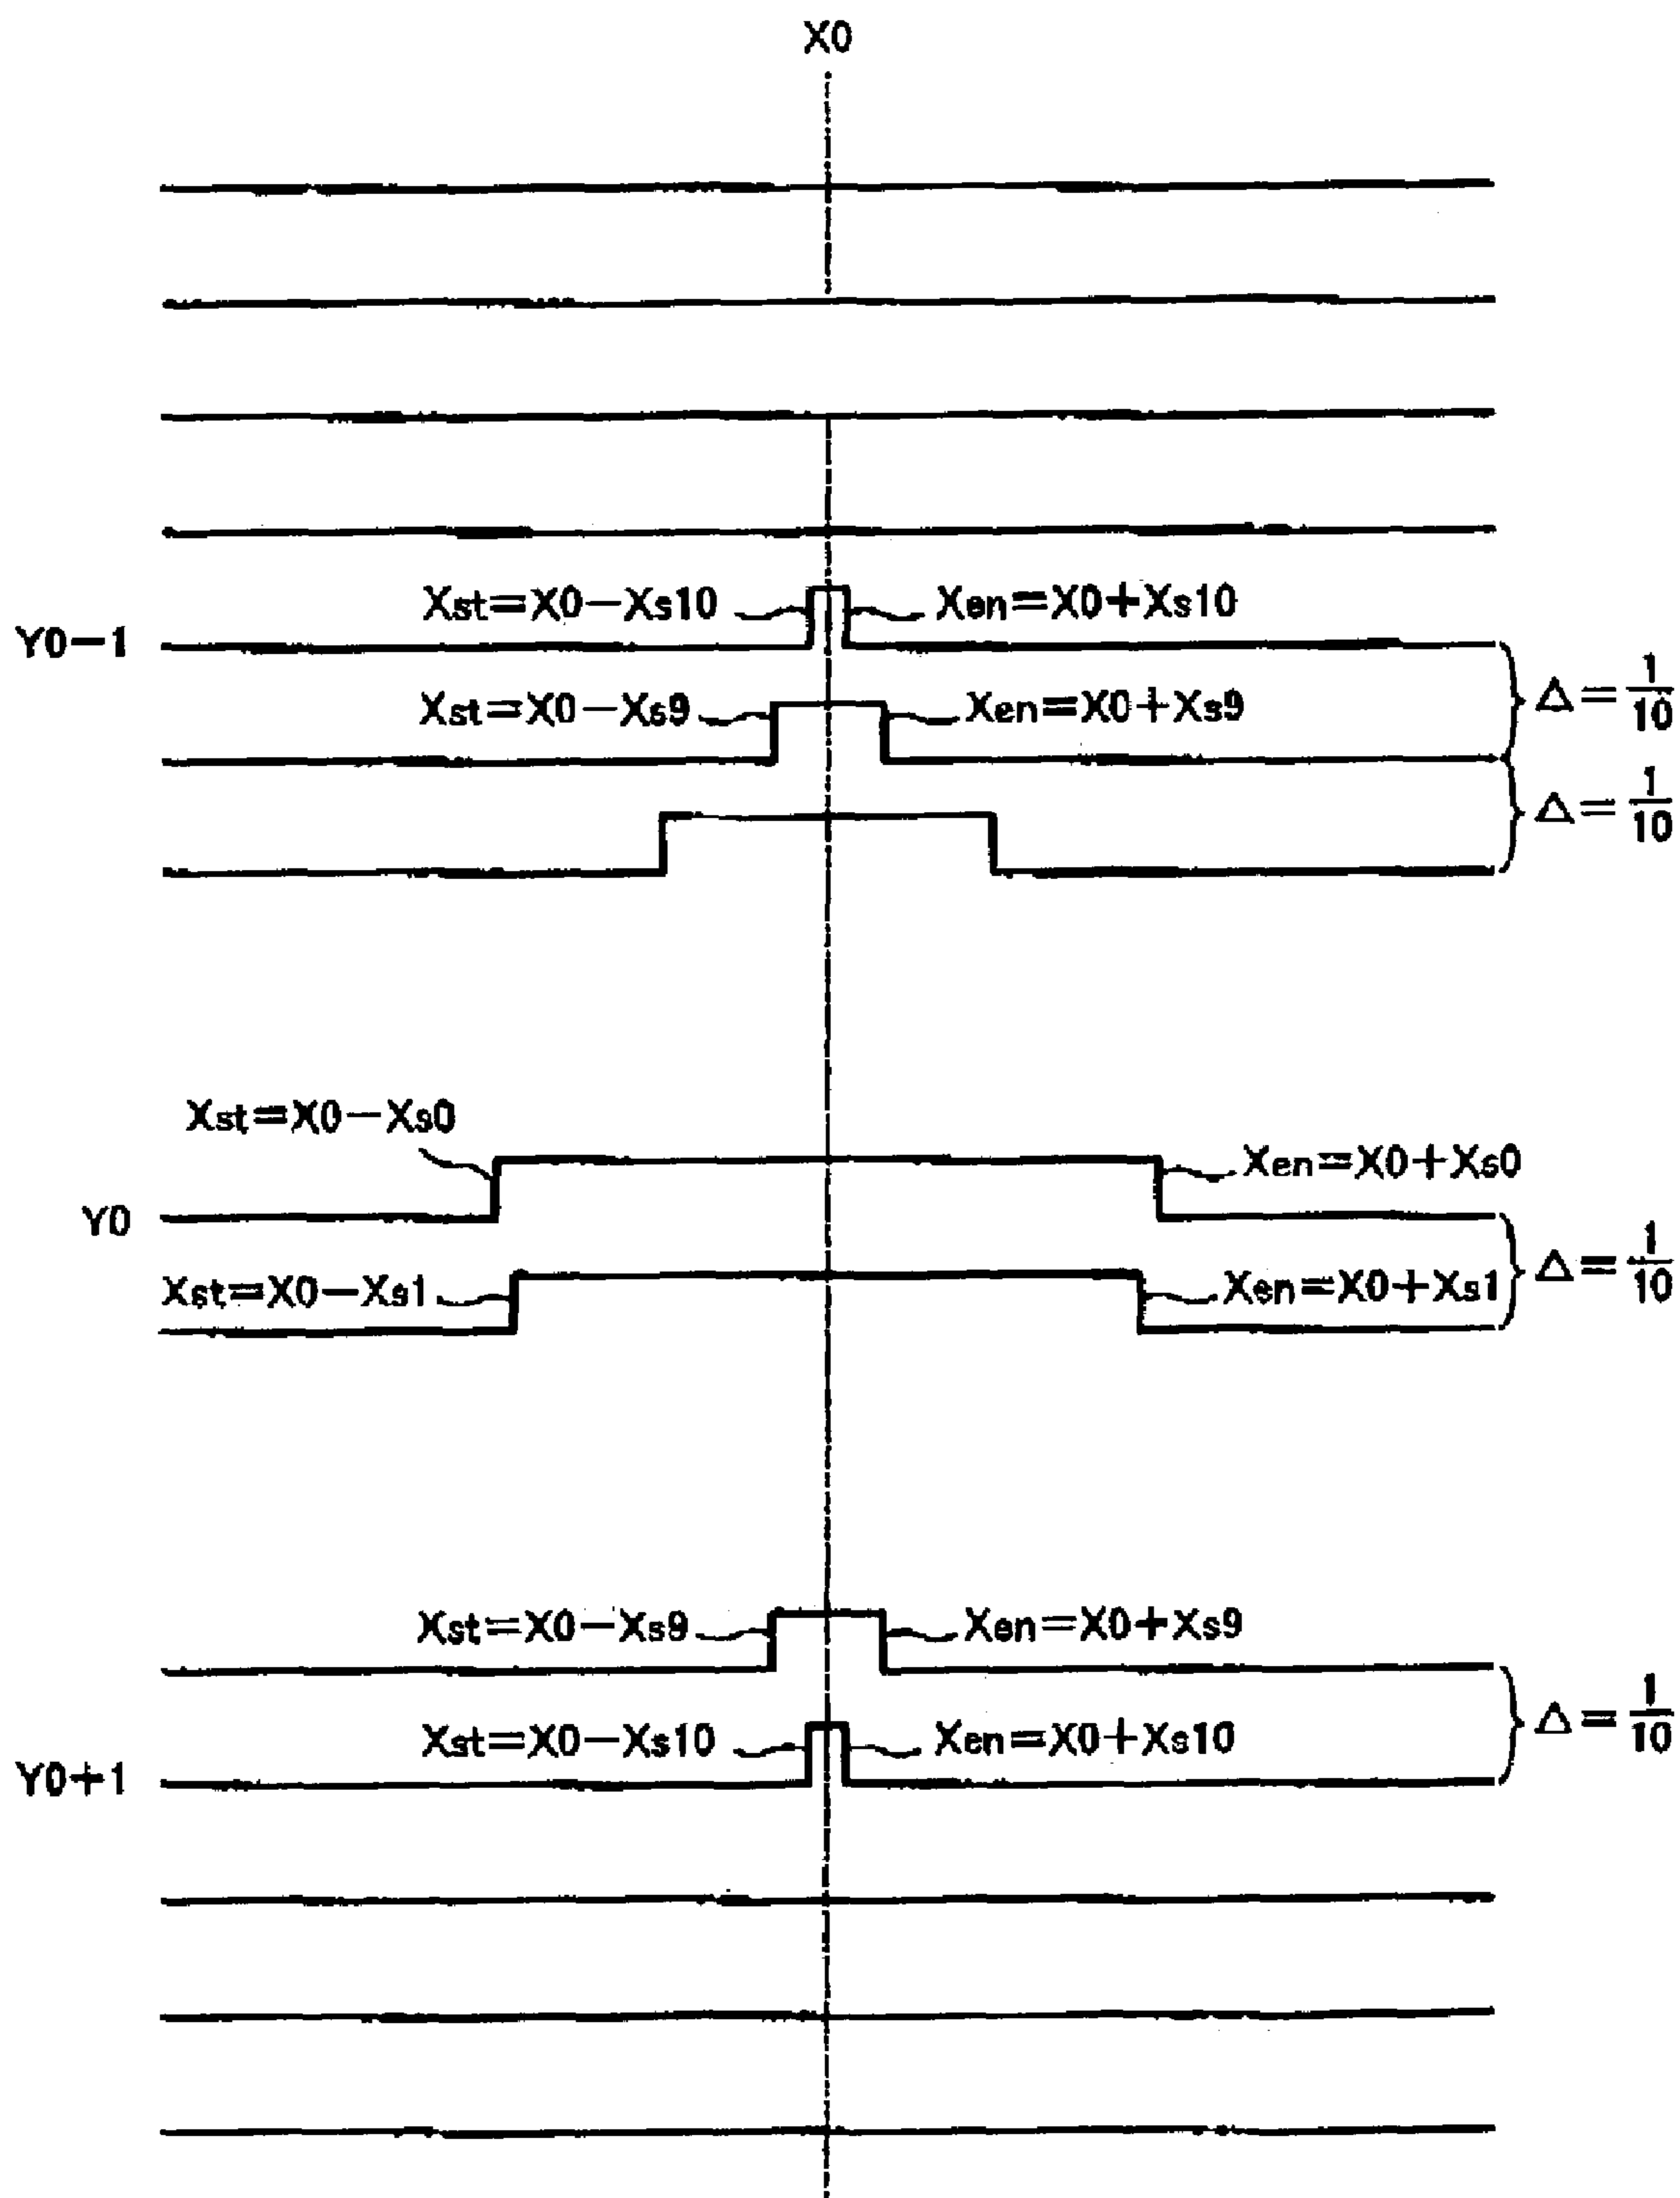 X0
Xst=X0-Xs10 Xen=X0+Xs10
Y0-1
Xst=X0-Xs9 Xen=X0+Xs9
Δ=1/10
Δ=1/10
Xst=X0-Xs0
Xen=X0+Xs0
Y0
Xst=X0-Xs1 Xen=X0+Xs1
Δ=1/10
Xst=X0-Xs9 Xen=X0+Xs9
Δ=1/10
Xst=X0-Xs10 Xen=X0+Xs10
Y0+1